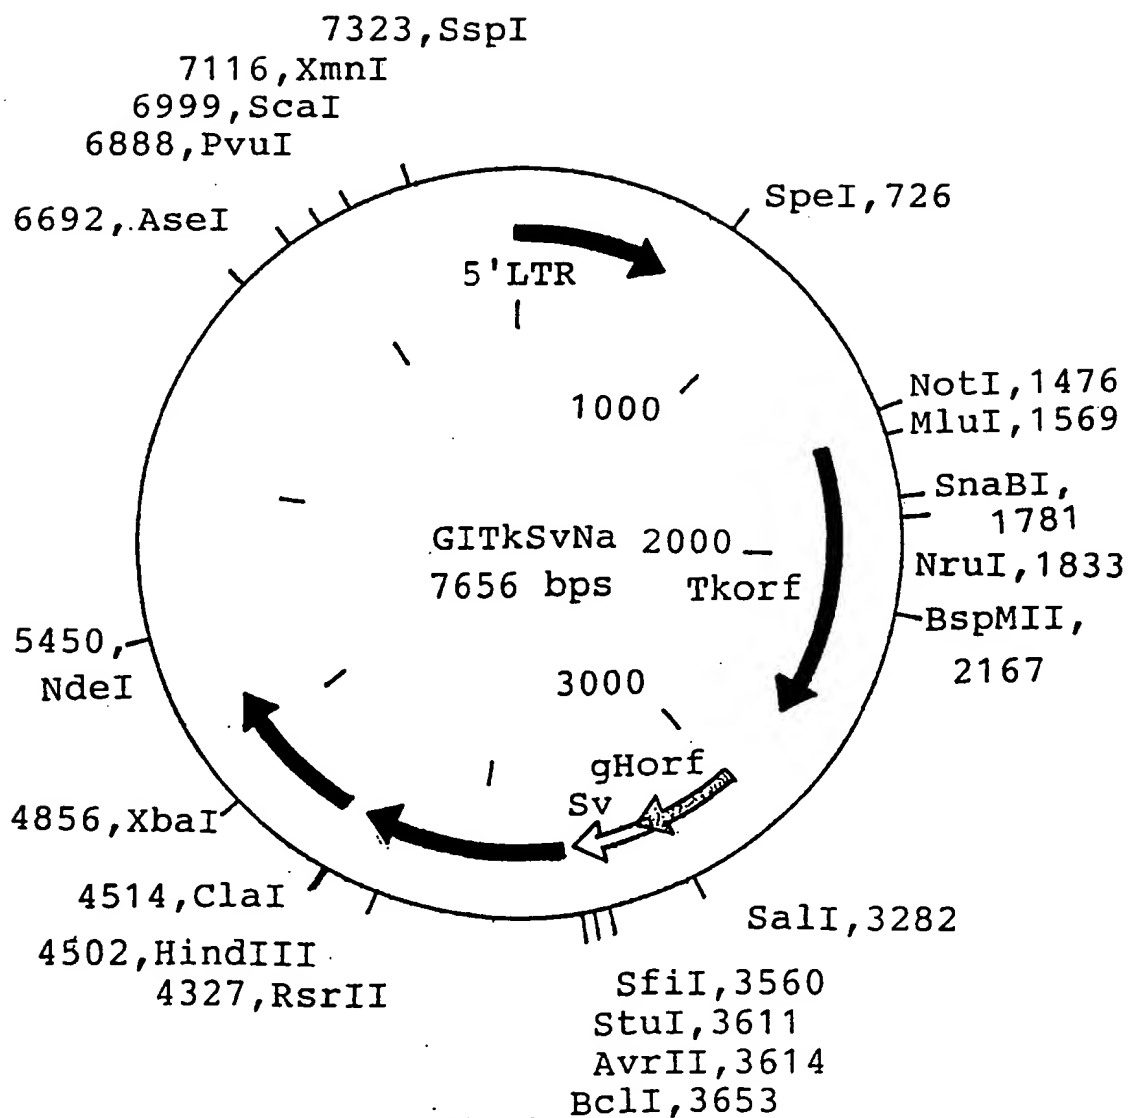 7323,SspI
7116,XmnI
6999,ScaI
6888,PvuI
6692,.AseI
SpeI,726
5'LTR
NotI,1476
MluI,1569
1000
SnaBI,
1781
GITkSvNa
7656 bps
2000
Tkorf
NruI,1833
BspMII,
2167
5450,
NdeI
3000
gHorf
Sv
4856,XbaI
4514,ClaI
4502,HindIII
4327,RsrII
SalI,3282
SfiI,3560
StuI,3611
AvrII,3614
BclI,3653